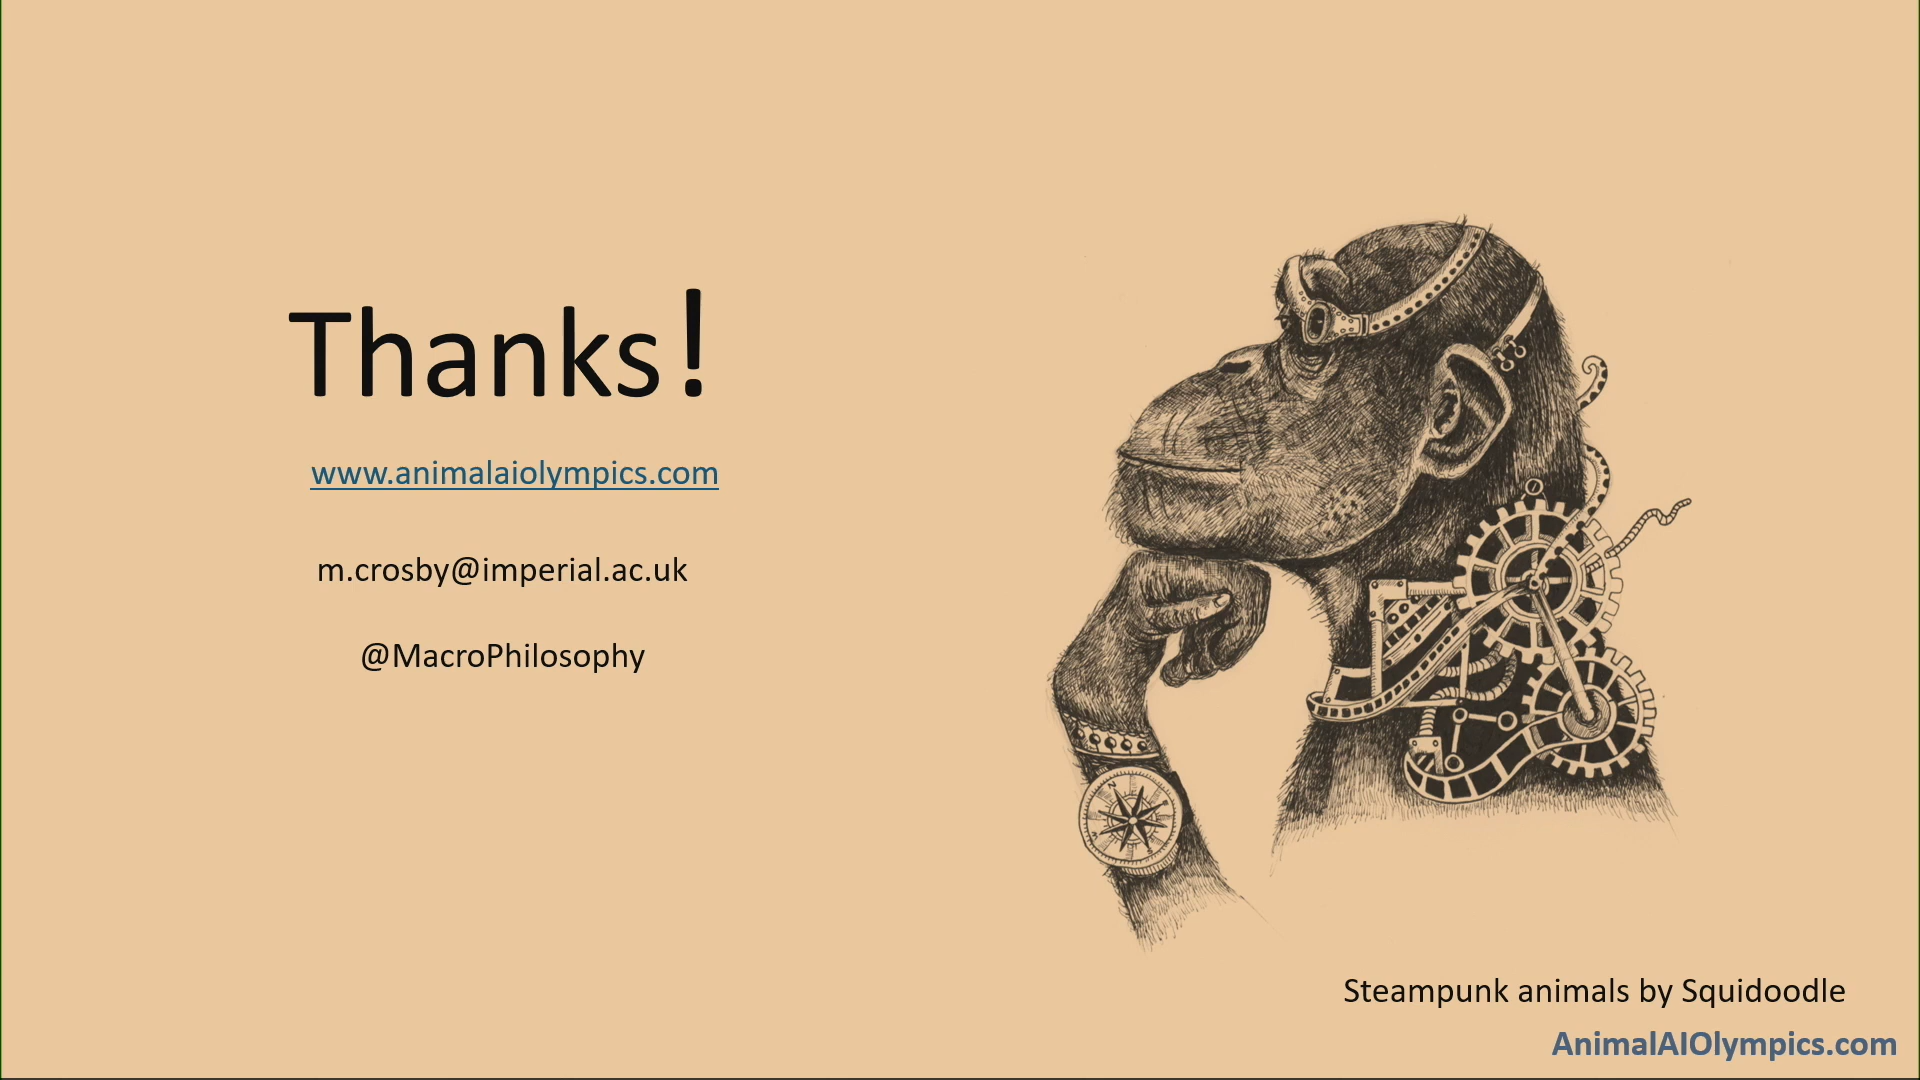 Thanks!
www.animalaiolympics.com
m.crosby@imperial.ac.uk
@MacroPhilosophy
Steampunk animals by Squidoodle
AnimalAIOlympics.com